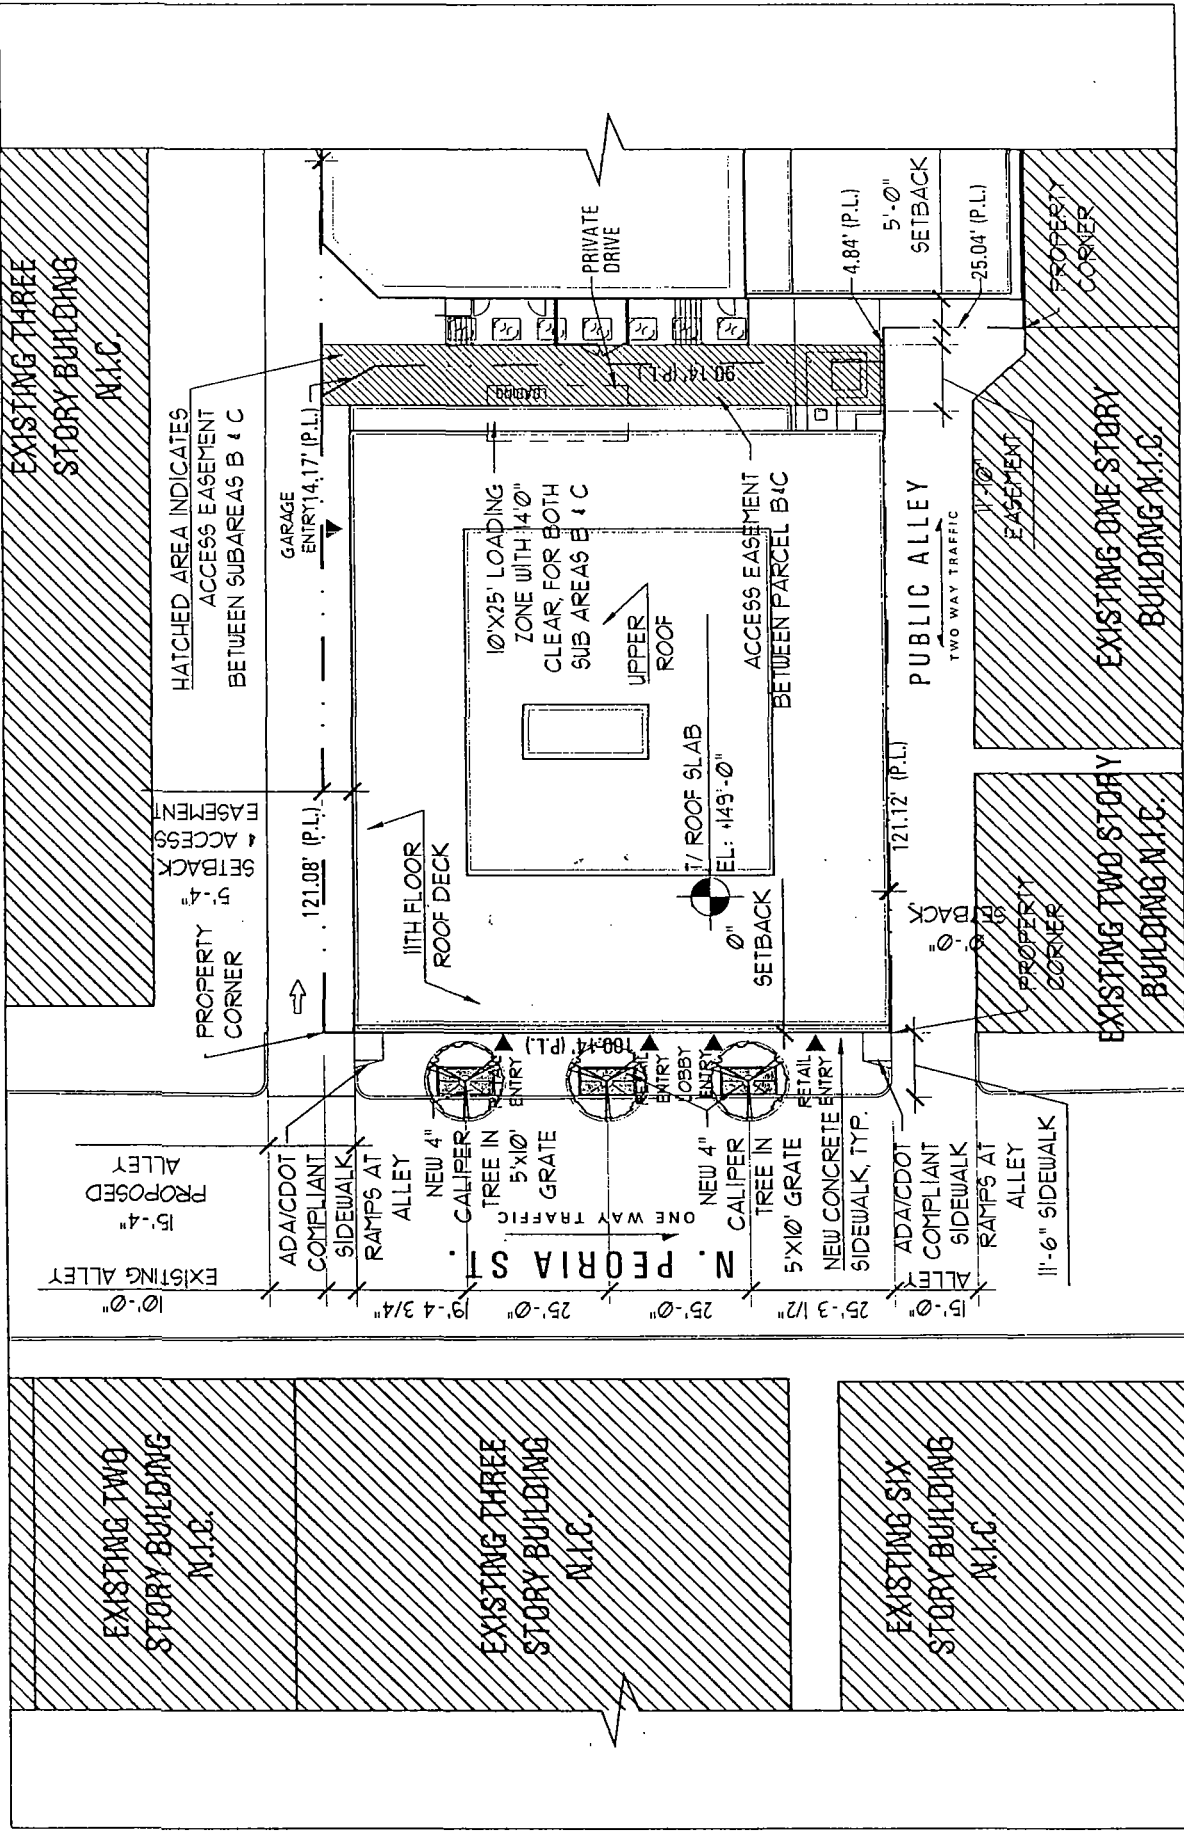 EXISTING THREE
STORY BUILDING
N.I.C.
HATCHED AREA INDICATES
ACCESS EASEMENT
BETWEEN SUBAREAS B & C
GARAGE
ENTRY
14.17' (P.L.)
5'-4"
SETBACK
& ACCESS
EASEMENT
121.08' (P.L.)
PROPERTY
CORNER
11TH FLOOR
ROOF DECK
10'X25' LOADING
ZONE WITH 14'0"
CLEAR, FOR BOTH
SUB AREAS B & C
UPPER
ROOF
LOADING
PRIVATE
DRIVE
90.14' (P.L.)
ACCESS EASEMENT
BETWEEN PARCEL B&C
T/ ROOF SLAB
EL: +149'-0"
0"
SETBACK
4.84' (P.L.)
5'-0"
SETBACK
25.04' (P.L.)
PROPERTY
CORNER
11'-10"
EASEMENT
PUBLIC ALLEY
TWO WAY TRAFFIC
121.12' (P.L.)
0'-0"
SETBACK
PROPERTY
CORNER
EXISTING ONE STORY
BUILDING N.I.C.
EXISTING TWO STORY
BUILDING N.I.C.
100.14' (P.L.)
RETAIL
ENTRY
RETAIL
ENTRY
LOBBY
ENTRY
RETAIL
ENTRY
15'-4"
PROPOSED
ALLEY
10'-0"
EXISTING ALLEY
ADA/CDOT
COMPLIANT
SIDEWALK
RAMPS AT
ALLEY
NEW 4"
CALIPER
TREE IN
5'x10'
GRATE
NEW 4"
CALIPER
TREE IN
5'X10' GRATE
NEW CONCRETE
SIDEWALK, TYP.
ADA/CDOT
COMPLIANT
SIDEWALK
RAMPS AT
ALLEY
11'-6" SIDEWALK
ONE WAY TRAFFIC
N. PEORIA ST.
19'-4 3/4"
25'-0"
25'-0"
25'-3 1/2"
15'-0"
ALLEY
EXISTING TWO
STORY BUILDING
N.I.C.
EXISTING THREE
STORY BUILDING
N.I.C.
EXISTING SIX
STORY BUILDING
N.I.C.